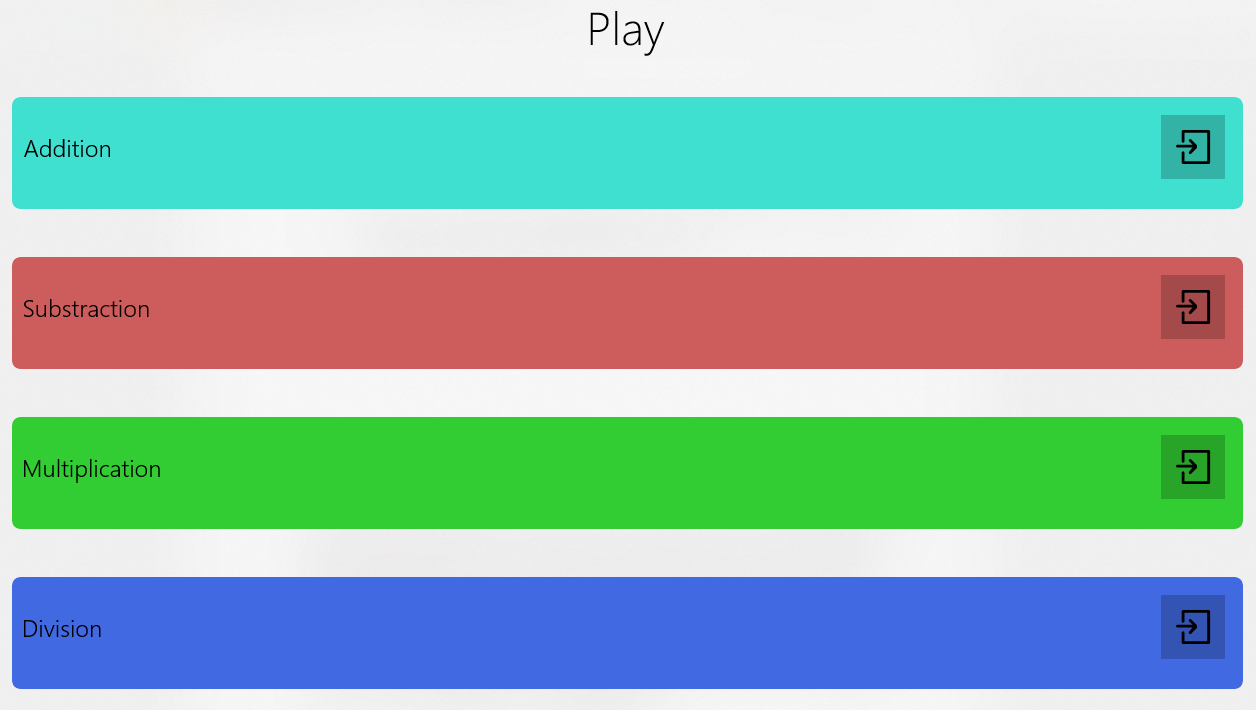 Play
Addition
Substraction
Multiplication
Division